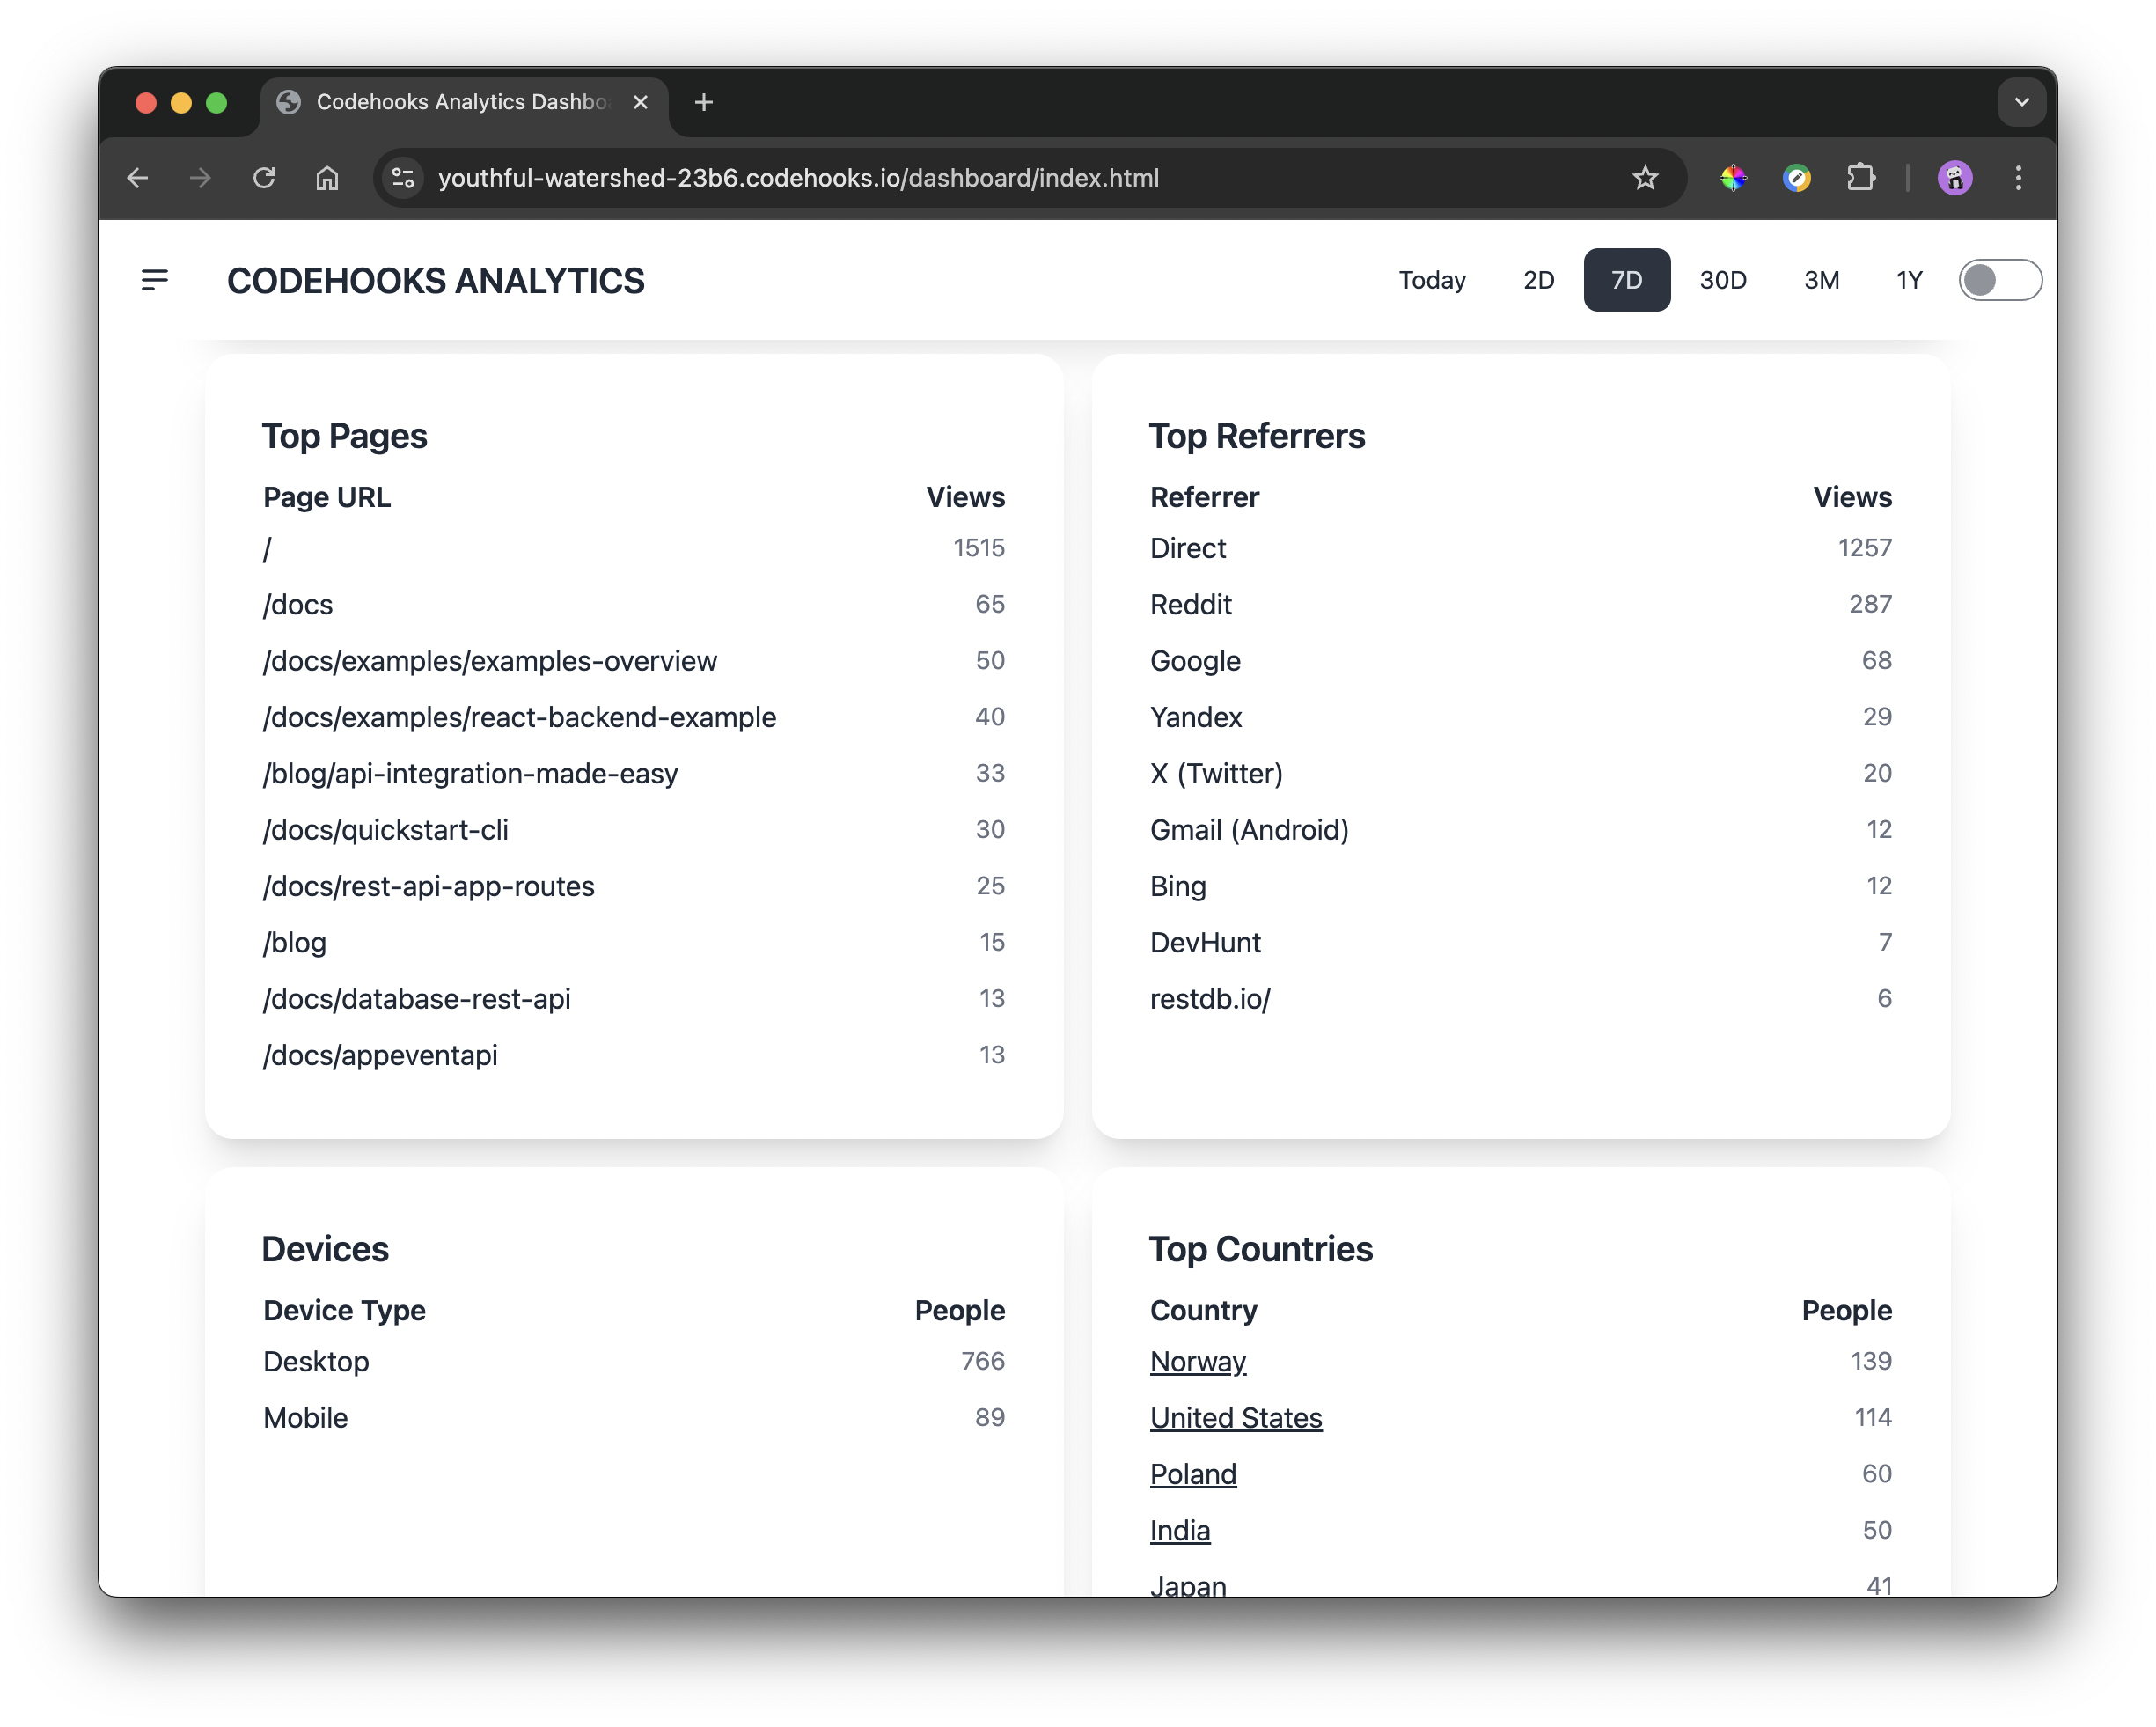 Codehooks Analytics Dashbo
youthful-watershed-23b6.codehooks.io/dashboard/index.html
CODEHOOKS ANALYTICS
Today 2D 7D 30D 3M 1Y
Top Pages
Page URL Views
/ 1515
/docs 65
/docs/examples/examples-overview 50
/docs/examples/react-backend-example 40
/blog/api-integration-made-easy 33
/docs/quickstart-cli 30
/docs/rest-api-app-routes 25
/blog 15
/docs/database-rest-api 13
/docs/appeventapi 13
Top Referrers
Referrer Views
Direct 1257
Reddit 287
Google 68
Yandex 29
X (Twitter) 20
Gmail (Android) 12
Bing 12
DevHunt 7
restdb.io/ 6
Devices
Device Type People
Desktop 766
Mobile 89
Top Countries
Country People
Norway 139
United States 114
Poland 60
India 50
Japan 41